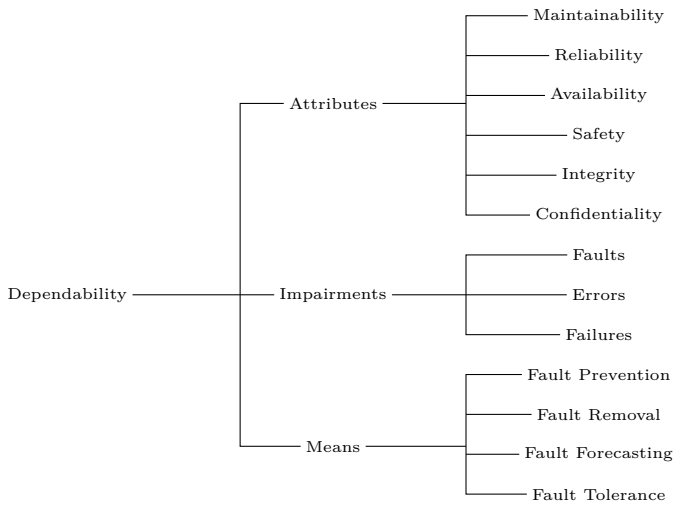 Maintainability
Reliability
Availability
Attributes
Safety
Integrity
Confidentiality
Faults
Dependability
Impairments
Errors
Failures
Fault Prevention
Fault Removal
Means
Fault Forecasting
Fault Tolerance